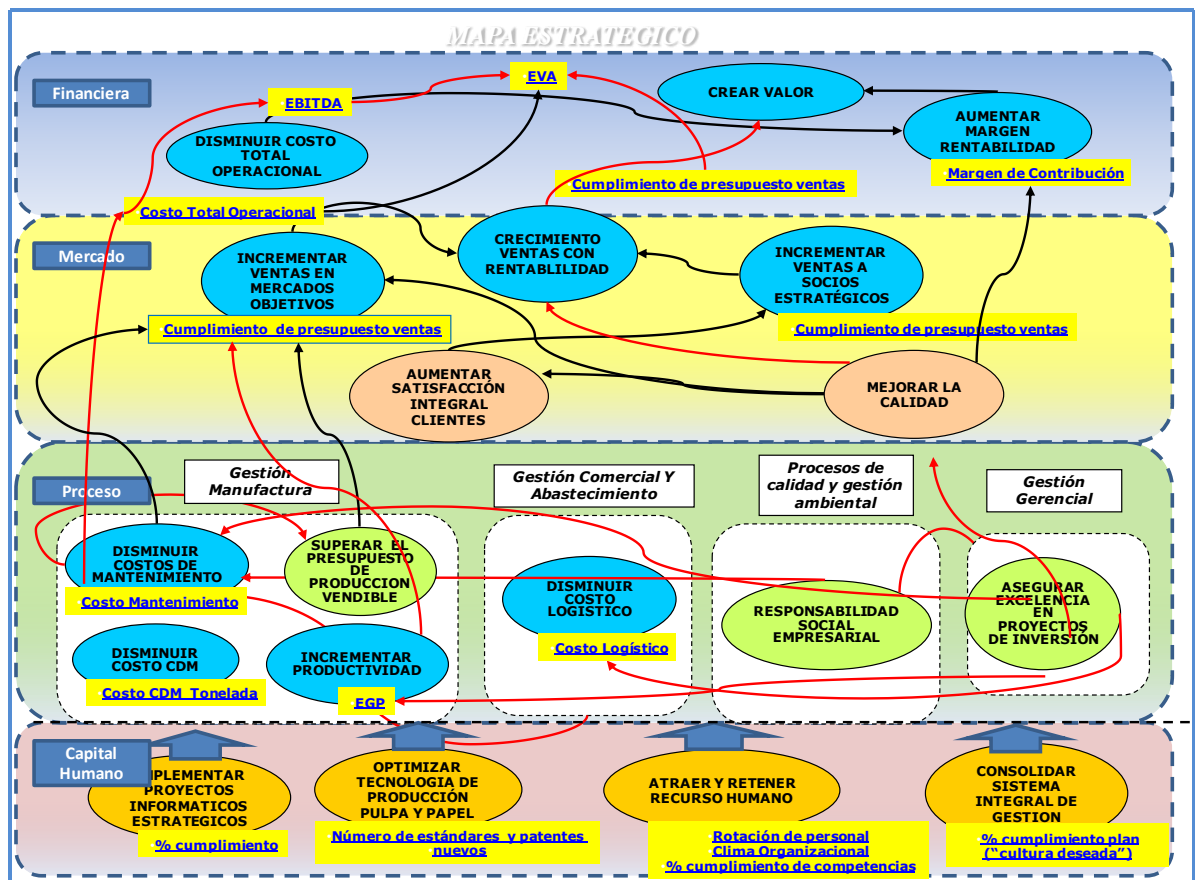 MAPA ESTRATEGICO
Financiera
EVA
EBITDA
CREAR VALOR
DISMINUIR COSTO
TOTAL
OPERACIONAL
AUMENTAR
MARGEN
RENTABILIDAD
·Margen de Contribución
·Cumplimiento de presupuesto ventas
Costo Total Operacional
Mercado
INCREMENTAR
VENTAS EN
MERCADOS
OBJETIVOS
·Cumplimiento de presupuesto ventas
CRECIMIENTO
VENTAS CON
RENTABLILIDAD
INCREMENTAR
VENTAS A
SOCIOS
ESTRATÉGICOS
·Cumplimiento de presupuesto ventas
AUMENTAR
SATISFACCIÓN
INTEGRAL
CLIENTES
MEJORAR LA
CALIDAD
Proceso
Gestión
Manufactura
Gestión Comercial Y
Abastecimiento
Procesos de
calidad y gestión
ambiental
Gestión
Gerencial
DISMINUIR
COSTOS DE
MANTENIMIENTO
Costo Mantenimiento
SUPERAR EL
PRESUPUESTO
DE
PRODUCCION
VENDIBLE
DISMINUIR
COSTO CDM
Costo CDM Tonelada
INCREMENTAR
PRODUCTIVIDAD
EGP
DISMINUIR
COSTO
LOGISTICO
Costo Logístico
RESPONSABILIDAD
SOCIAL
EMPRESARIAL
ASEGURAR
EXCELENCIA
EN
PROYECTOS
DE INVERSIÓN
Capital
Humano
IMPLEMENTAR
PROYECTOS
INFORMATICOS
ESTRATEGICOS
·% cumplimiento
OPTIMIZAR
TECNOLOGIA DE
PRODUCCIÓN
PULPA Y PAPEL
·Número de estándares y patentes
nuevos
ATRAER Y RETENER
RECURSO HUMANO
·Rotación de personal
·Clima Organizacional
·% cumplimiento de competencias
CONSOLIDAR
SISTEMA
INTEGRAL DE
GESTION
·% cumplimiento plan
("cultura deseada")